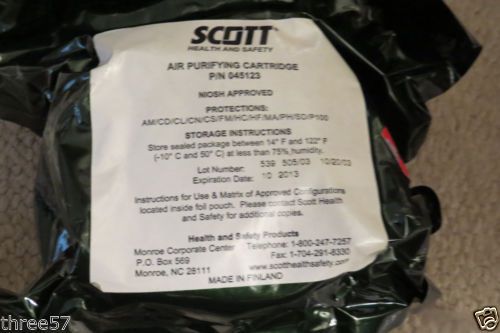 SCOTT
HEALTH AND SAFETY
AIR PURIFYING CARTRIDGE
P/N 045123
NIOSH APPROVED
PROTECTIONS:
AM/CD/CL/CN/CS/FM/HC/HF/MA/PH/SD/P100
STORAGE INSTRUCTIONS
Store sealed package between 14° F and 122° F
(-10° C and 50° C) at less than 75% humidity.
Lot Number: 539 505/03 10/20/03
Expiration Date: 10 2013
Instructions for Use & Matrix of Approved Configurations
located inside foil pouch. Please contact Scott Health
and Safety for additional copies.
Health and Safety Products
Monroe Corporate Center Telephone: 1-800-247-7257
P.O. Box 569 Fax: 1-704-291-8330
Monroe, NC 28111 www.scotthealthsafety.com
MADE IN FINLAND
three57
ebay